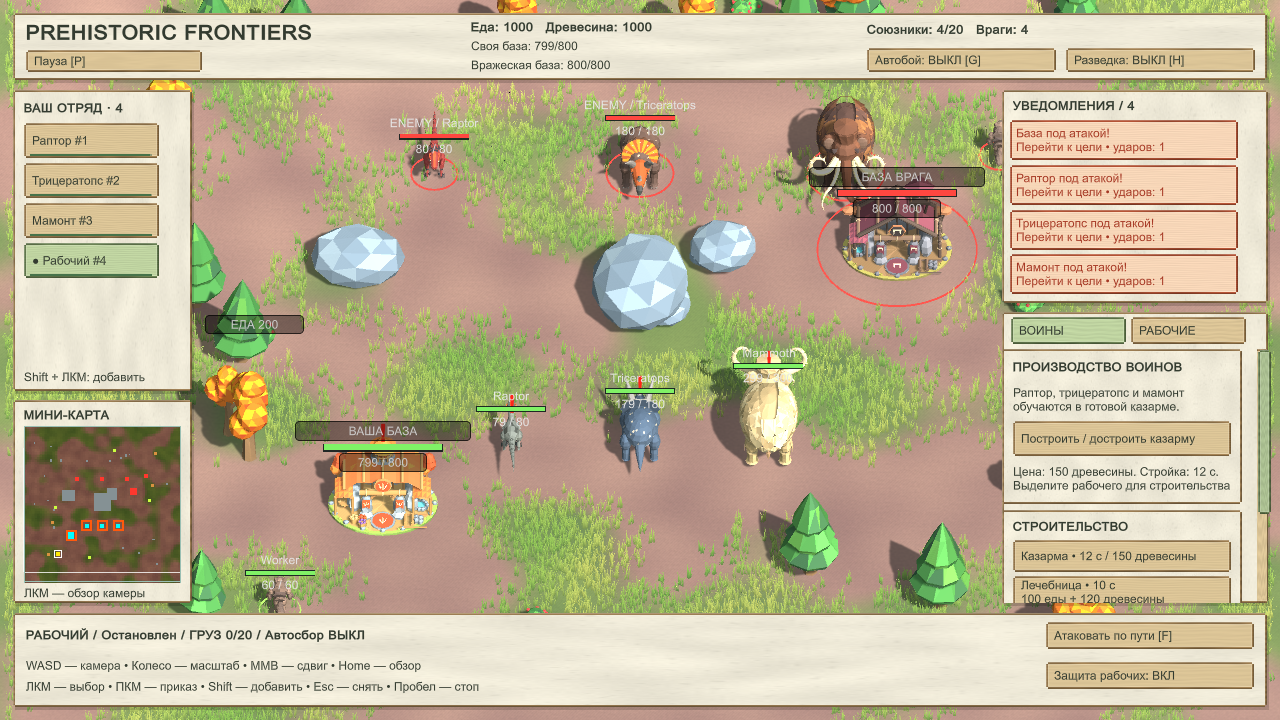 PREHISTORIC FRONTIERS
Пауза [P]
Еда: 1000 Древесина: 1000
Своя база: 799/800
Вражеская база: 800/800
Союзники: 4/20 Враги: 4
Автобой: ВЫКЛ [G]
Разведка: ВЫКЛ [H]
ВАШ ОТРЯД · 4
Раптор #1
Трицератопс #2
Мамонт #3
● Рабочий #4
Shift + ЛКМ: добавить
МИНИ-КАРТА
ЛКМ — обзор камеры
ENEMY / Raptor
80 / 80
ENEMY / Triceratops
180 / 180
БАЗА ВРАГА
800 / 800
ЕДА 200
Mammoth
Triceratops
179 / 180
Raptor
79 / 80
ВАША БАЗА
799 / 800
Worker
60 / 60
УВЕДОМЛЕНИЯ / 4
База под атакой!
Перейти к цели • ударов: 1
Раптор под атакой!
Перейти к цели • ударов: 1
Трицератопс под атакой!
Перейти к цели • ударов: 1
Мамонт под атакой!
Перейти к цели • ударов: 1
ВОИНЫ
РАБОЧИЕ
ПРОИЗВОДСТВО ВОИНОВ
Раптор, трицератопс и мамонт
обучаются в готовой казарме.
Построить / достроить казарму
Цена: 150 древесины. Стройка: 12 с.
Выделите рабочего для строительства
СТРОИТЕЛЬСТВО
Казарма • 12 с / 150 древесины
Лечебница • 10 с
100 еды + 120 древесины
РАБОЧИЙ / Остановлен / ГРУЗ 0/20 / Автосбор ВЫКЛ
WASD — камера • Колесо — масштаб • MMB — сдвиг • Home — обзор
ЛКМ — выбор • ПКМ — приказ • Shift — добавить • Esc — снять • Пробел — стоп
Атаковать по пути [F]
Защита рабочих: ВКЛ